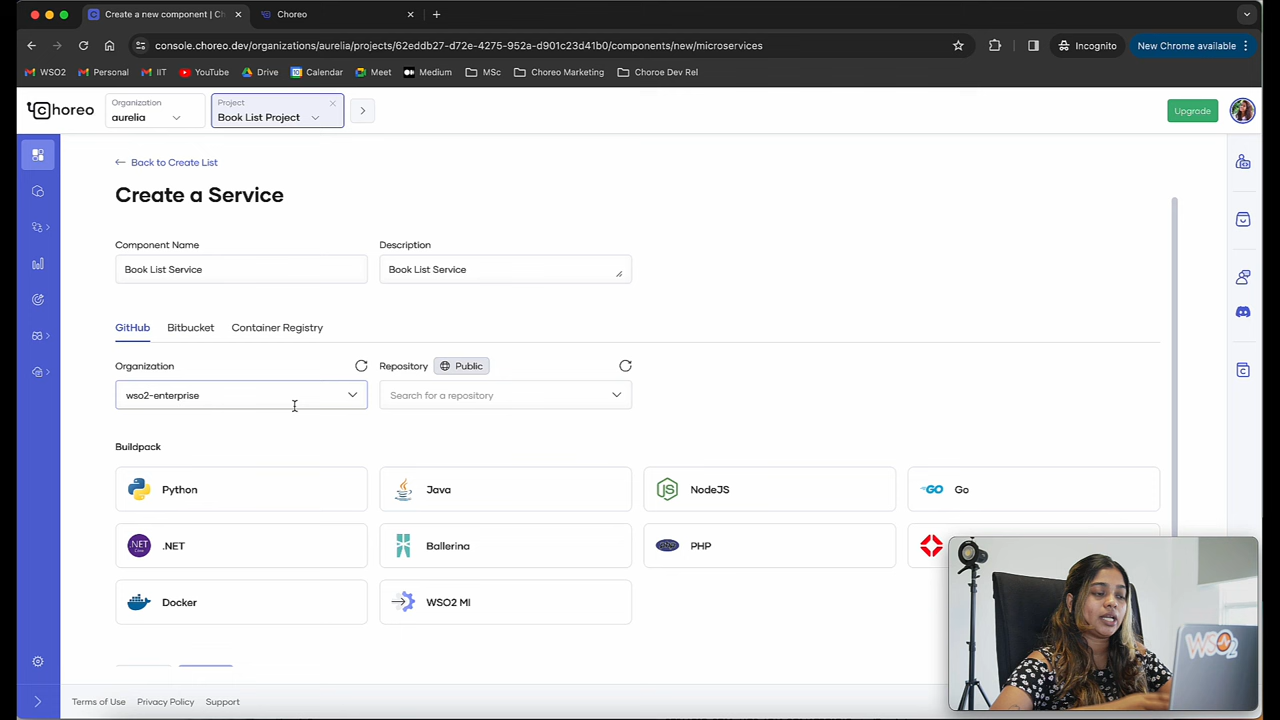 Create a new component | Ch
Choreo
console.choreo.dev/organizations/aurelia/projects/62eddb27-d72e-4275-952a-d901c23d41b0/components/new/microservices
Incognito
New Chrome available
WSO2
Personal
IIT
YouTube
Drive
Calendar
Meet
Medium
MSc
Choreo Marketing
Choroe Dev Rel
Choreo
Organization
aurelia
Project
Book List Project
Upgrade
Back to Create List
Create a Service
Component Name
Description
Book List Service
Book List Service
GitHub
Bitbucket
Container Registry
Organization
Repository
Public
wso2-enterprise
Search for a repository
Buildpack
Python
Java
NodeJS
Go
.NET
Ballerina
PHP
Docker
WSO2 MI
WSO2
Terms of Use
Privacy Policy
Support